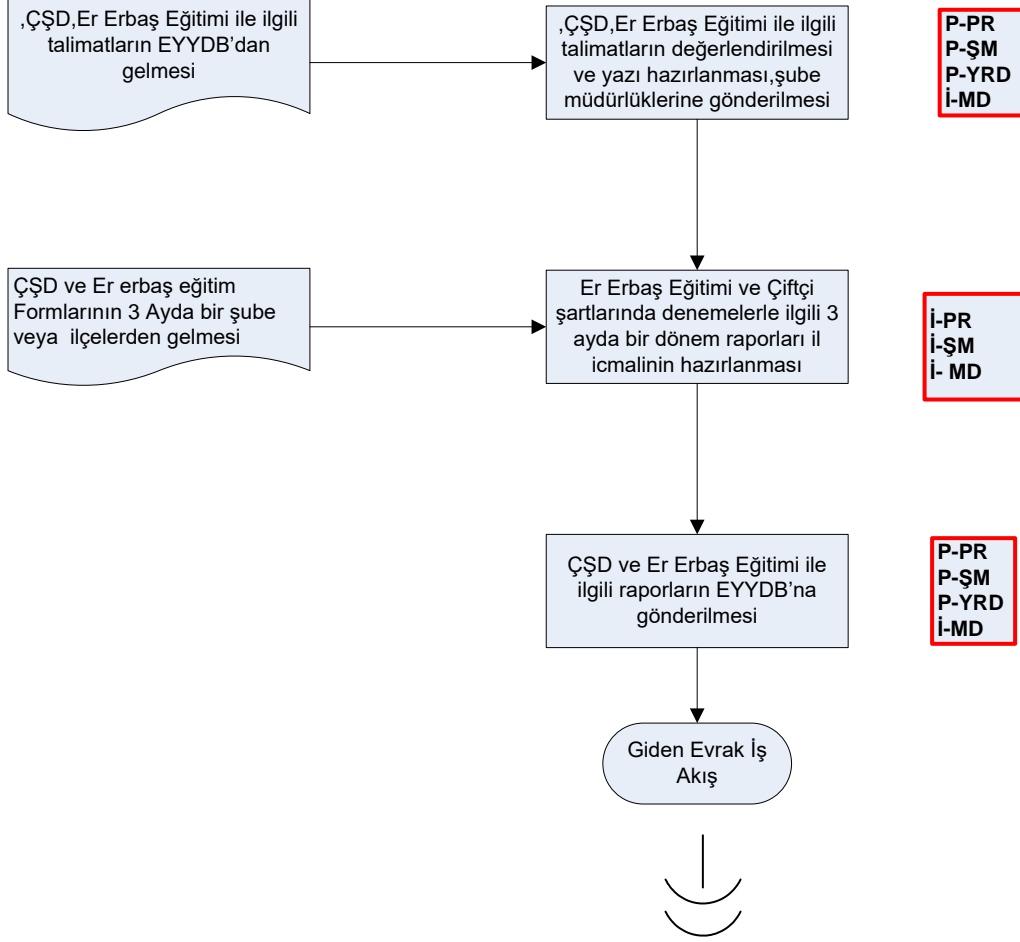 ,ÇŞD,Er Erbaş Eğitimi ile ilgili
talimatların EYYDB’dan
gelmesi
,ÇŞD,Er Erbaş Eğitimi ile ilgili
talimatların değerlendirilmesi
ve yazı hazırlanması,şube
müdürlüklerine gönderilmesi
P-PR
P-ŞM
P-YRD
İ-MD
ÇŞD ve Er erbaş eğitim
Formlarının 3 Ayda bir şube
veya ilçelerden gelmesi
Er Erbaş Eğitimi ve Çiftçi
şartlarında denemelerle ilgili 3
ayda bir dönem raporları il
icmalinin hazırlanması
İ-PR
İ-ŞM
İ- MD
ÇŞD ve Er Erbaş Eğitimi ile
ilgili raporların EYYDB’na
gönderilmesi
P-PR
P-ŞM
P-YRD
İ-MD
Giden Evrak İş
Akış